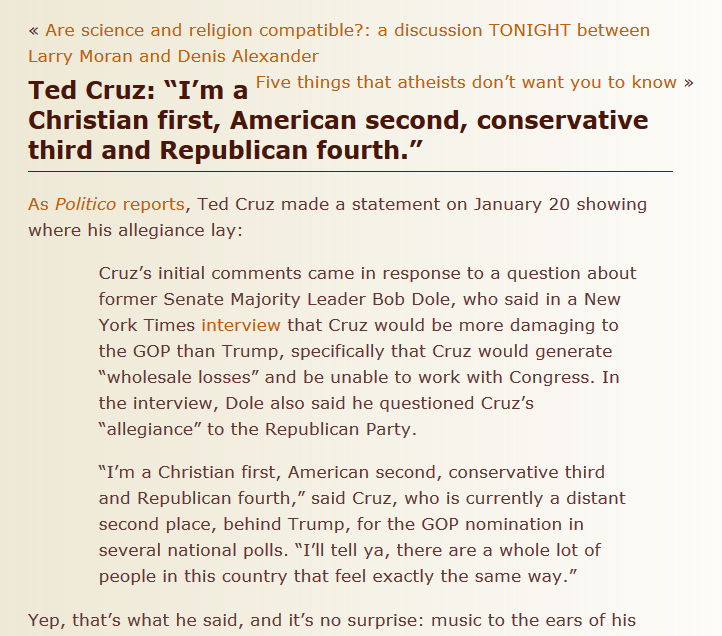 « Are science and religion compatible?: a discussion TONIGHT between
Larry Moran and Denis Alexander
Five things that atheists don’t want you to know »
Ted Cruz: “I’m a
Christian first, American second, conservative
third and Republican fourth.”
As Politico reports, Ted Cruz made a statement on January 20 showing
where his allegiance lay:
Cruz’s initial comments came in response to a question about
former Senate Majority Leader Bob Dole, who said in a New
York Times interview that Cruz would be more damaging to
the GOP than Trump, specifically that Cruz would generate
“wholesale losses” and be unable to work with Congress. In
the interview, Dole also said he questioned Cruz’s
“allegiance” to the Republican Party.
“I’m a Christian first, American second, conservative third
and Republican fourth,” said Cruz, who is currently a distant
second place, behind Trump, for the GOP nomination in
several national polls. “I’ll tell ya, there are a whole lot of
people in this country that feel exactly the same way.”
Yep, that’s what he said, and it’s no surprise: music to the ears of his